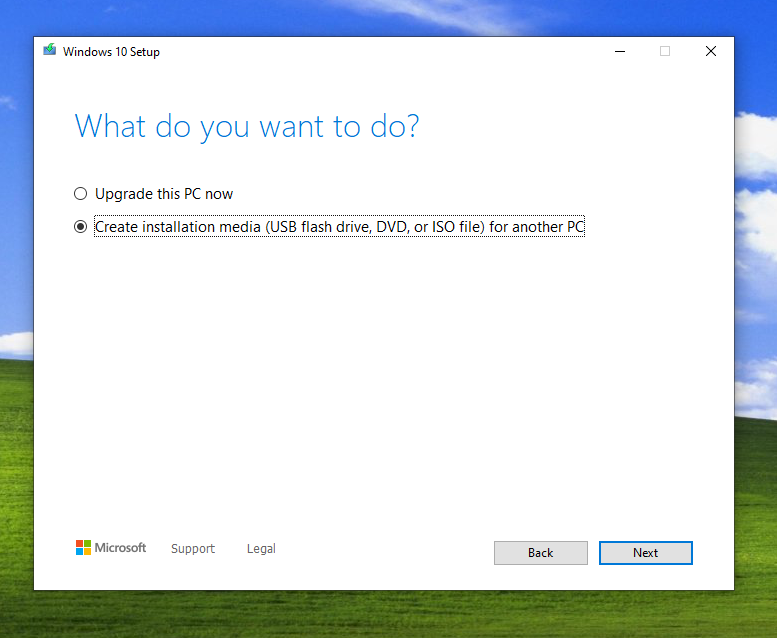 Windows 10 Setup
What do you want to do?
Upgrade this PC now
Create installation media (USB flash drive, DVD, or ISO file) for another PC
Microsoft Support Legal
Back Next